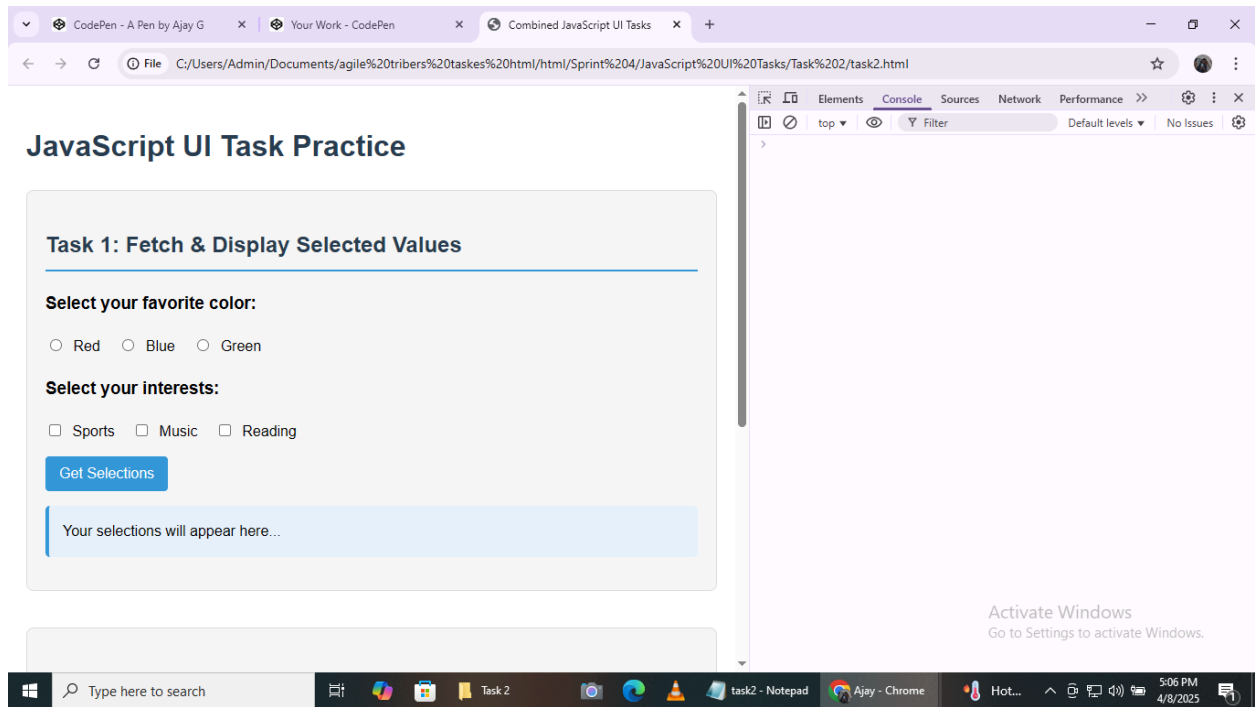 CodePen - A Pen by Ajay G
Your Work - CodePen
Combined JavaScript UI Tasks
File C:/Users/Admin/Documents/agile%20tribers%20taskes%20html/html/Sprint%204/JavaScript%20UI%20Tasks/Task%202/task2.html
Elements Console Sources Network Performance
top Filter Default levels No Issues
JavaScript UI Task Practice
Task 1: Fetch & Display Selected Values
Select your favorite color:
Red Blue Green
Select your interests:
Sports Music Reading
Get Selections
Your selections will appear here...
Activate Windows
Go to Settings to activate Windows.
Type here to search
Task 2
task2 - Notepad
Ajay - Chrome
Hot...
5:06 PM
4/8/2025
1